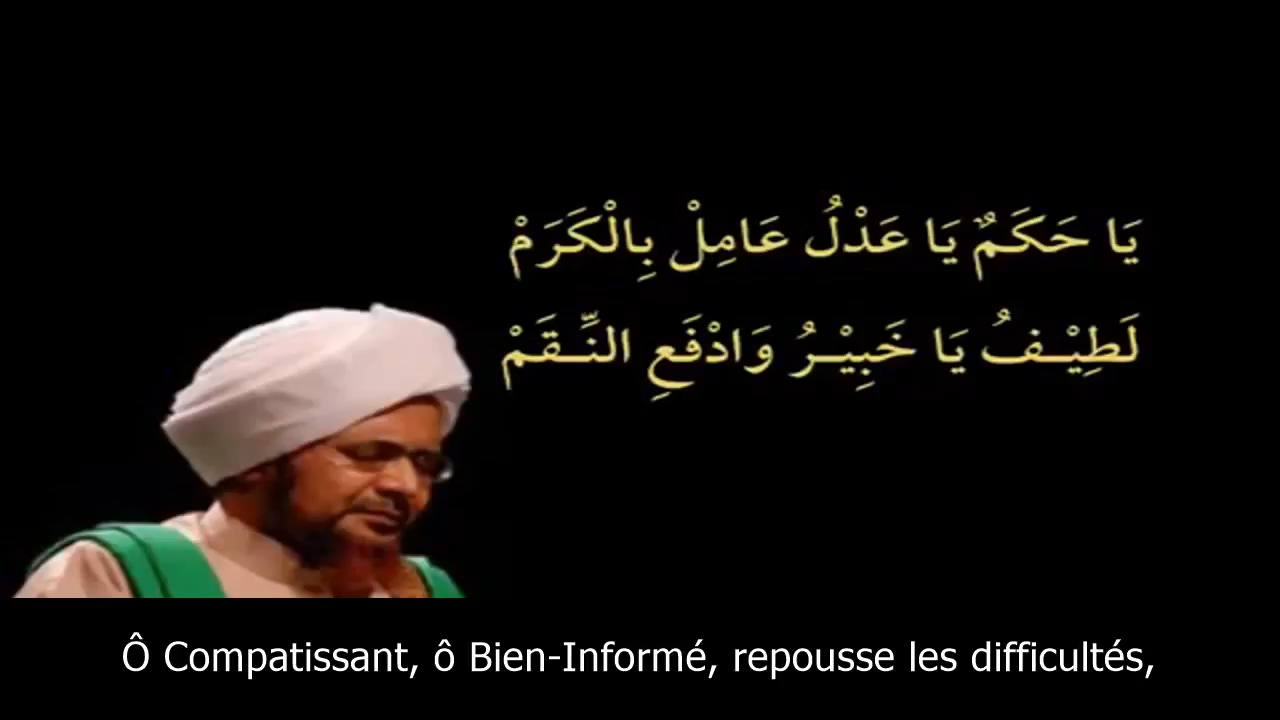 يَا حَكَمٌ يَا عَدْلُ عَامِلْ بِالْكَرَمْ
لَطِيْفُ يَا خَبِيْرُ وَادْفَعِ النِّقَمْ
Ô Compatissant, ô Bien-Informé, repousse les difficultés,